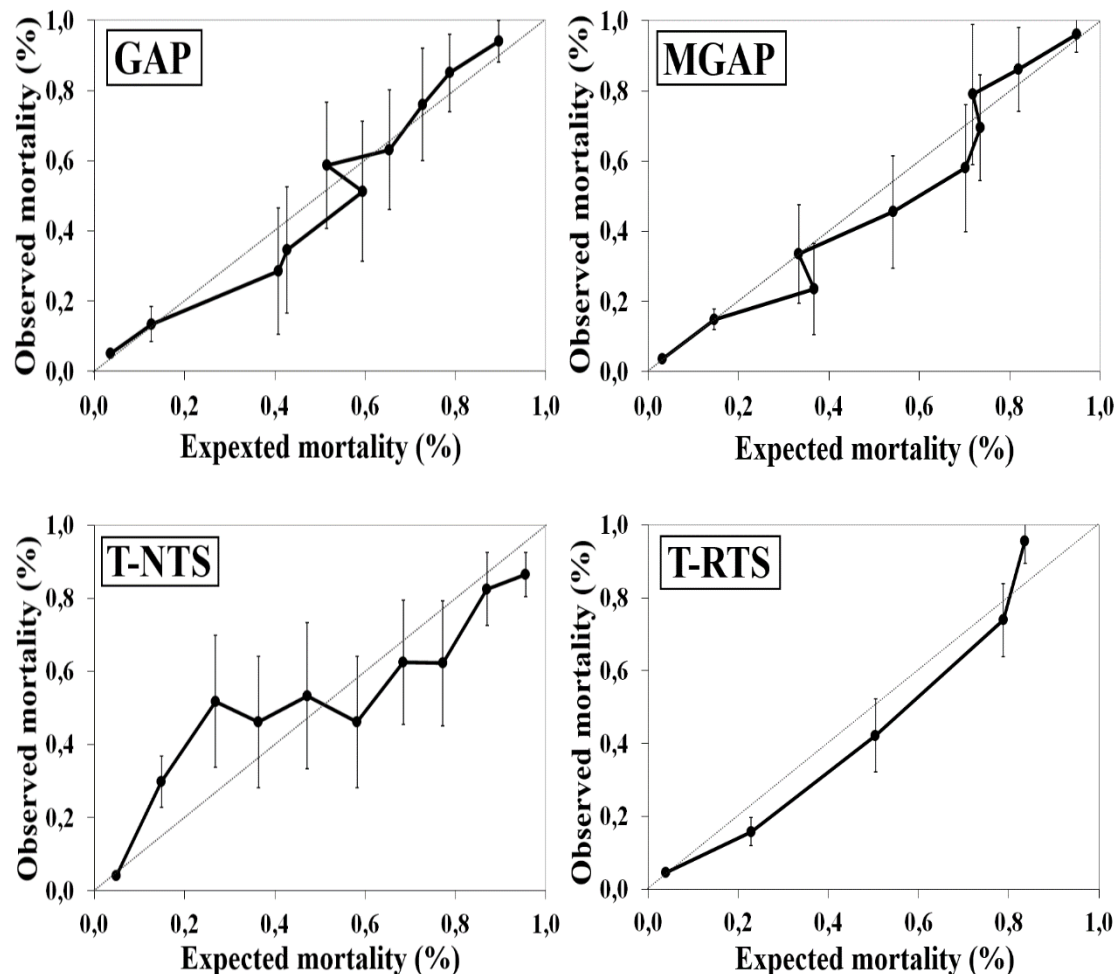 GAP
Observed mortality (%)
1,0
0,8
0,6
0,4
0,2
0,0
0,0 0,2 0,4 0,6 0,8 1,0
Expexted mortality (%)
MGAP
Observed mortality (%)
1,0
0,8
0,6
0,4
0,2
0,0
0,0 0,2 0,4 0,6 0,8 1,0
Expected mortality (%)
T-NTS
Observed mortality (%)
1,0
0,8
0,6
0,4
0,2
0,0
0,0 0,2 0,4 0,6 0,8 1,0
Expected mortality (%)
T-RTS
Observed mortality (%)
1,0
0,8
0,6
0,4
0,2
0,0
0,0 0,2 0,4 0,6 0,8 1,0
Expected mortality (%)